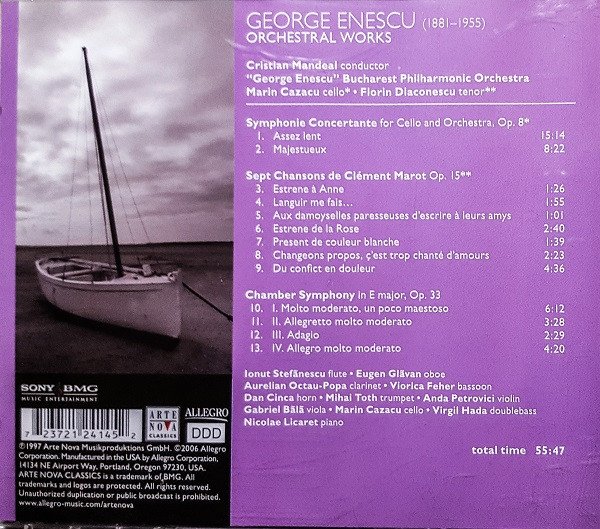 GEORGE ENESCU (1881–1955)
ORCHESTRAL WORKS
Cristian Mandeal conductor
"George Enescu" Bucharest Philharmonic Orchestra
Marin Cazacu cello* • Florin Diaconescu tenor**
Symphonie Concertante for Cello and Orchestra, Op. 8*
1. Assez lent 15:14
2. Majestueux 8:22
Sept Chansons de Clément Marot Op. 15**
3. Estrene à Anne 1:26
4. Languir me fais... 1:55
5. Aux damoyselles paresseuses d'escrire à leurs amys 1:01
6. Estrene de la Rose 2:40
7. Present de couleur blanche 1:39
8. Changeons propos, ç'est trop chanté d'amours 2:23
9. Du confict en douleur 4:36
Chamber Symphony in E major, Op. 33
10. I. Molto moderato, un poco maestoso 6:12
11. II. Allegretto molto moderato 3:28
12. III. Adagio 2:29
13. IV. Allegro molto moderato 4:20
Ionut Stefănescu flute • Eugen Glăvan oboe
Aurelian Octau-Popa clarinet • Viorica Feher bassoon
Dan Cinca horn • Mihai Toth trumpet • Anda Petrovici violin
Gabriel Bălă viola • Marin Cazacu cello • Virgil Hada doublebass
Nicolae Licaret piano
total time 55:47
SONY BMG
MUSIC ENTERTAINMENT
7 23721 24145 2
ARTE
NOVA
CLASSICS
ALLEGRO
DDD
℗1997 Arte Nova Musikproduktions GmbH. ©2006 Allegro
Corporation. Manufactured in the USA by Allegro Corporation.
14134 NE Airport Way, Portland, Oregon 97230, USA.
ARTE NOVA CLASSICS is a trademark of BMG. All
trademarks and logos are protected. All rights reserved.
Unauthorized duplication or public broadcast is prohibited.
www.allegro-music.com/artenova